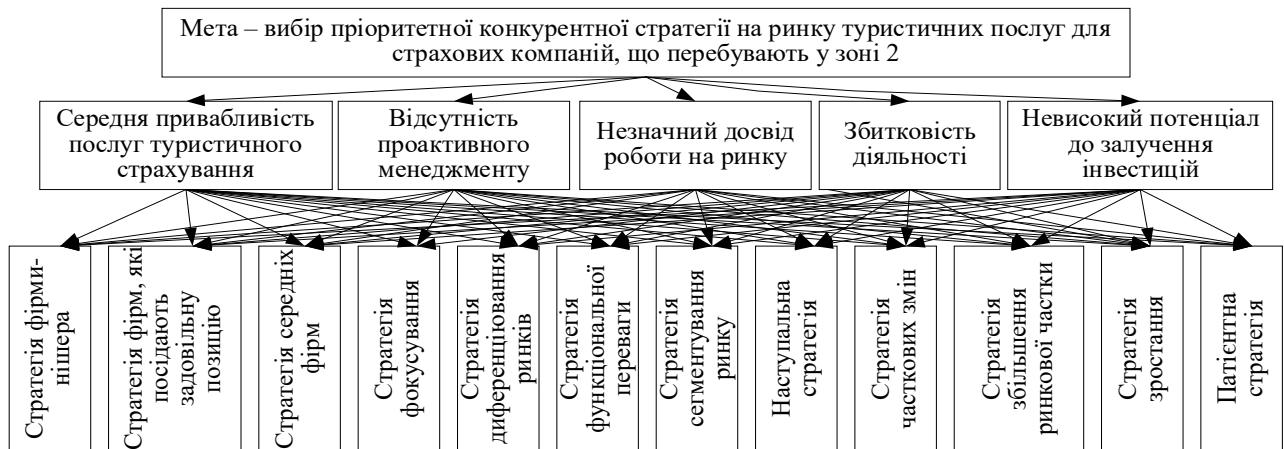 Мета – вибір пріоритетної конкурентної стратегії на ринку туристичних послуг для
страхових компаній, що перебувають у зоні 2
Середня привабливість
послуг туристичного
страхування
Відсутність
проактивного
менеджменту
Незначний досвід
роботи на ринку
Збитковість
діяльності
Невисокий потенціал
до залучення
інвестицій
Стратегія фірми-
нішера
Стратегія фірм, які
посідають
задовільну
позицію
Стратегія середніх
фірм
Стратегія
фокусування
Стратегія
диференціювання
ринків
Стратегія
функціональної
переваги
Стратегія
сегментування
ринку
Наступальна
стратегія
Стратегія
часткових змін
Стратегія
збільшення
ринкової частки
Стратегія
зростання
Патієнтна
стратегія